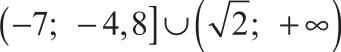 (−7; −4,8] ∪ (√2; +∞)